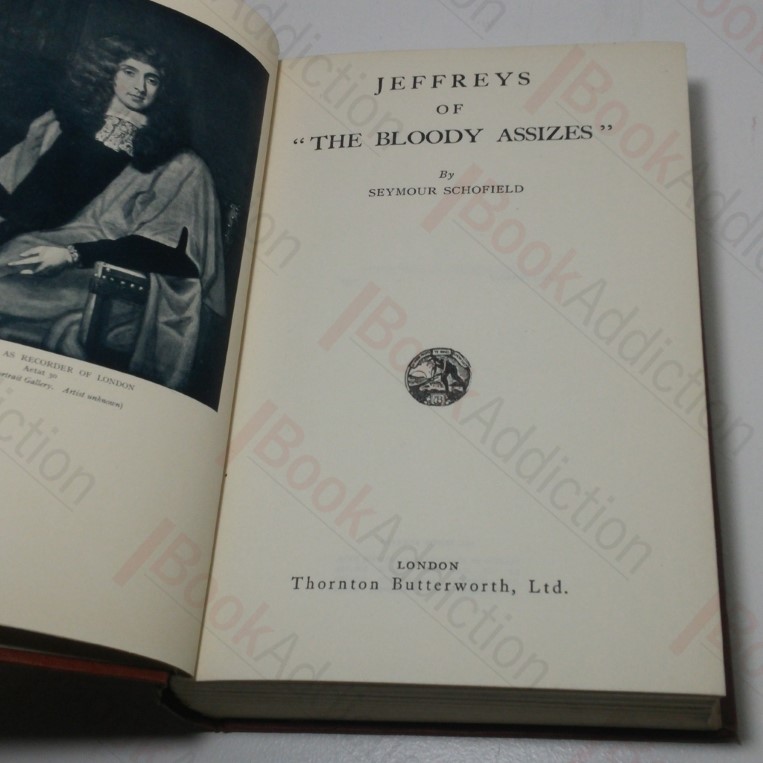 AS RECORDER OF LONDON
Aetat 30
Gallery. Artist unknown)
JEFFREYS
OF
“THE BLOODY ASSIZES”
By
SEYMOUR SCHOFIELD
LONDON
Thornton Butterworth, Ltd.
BookAddiction